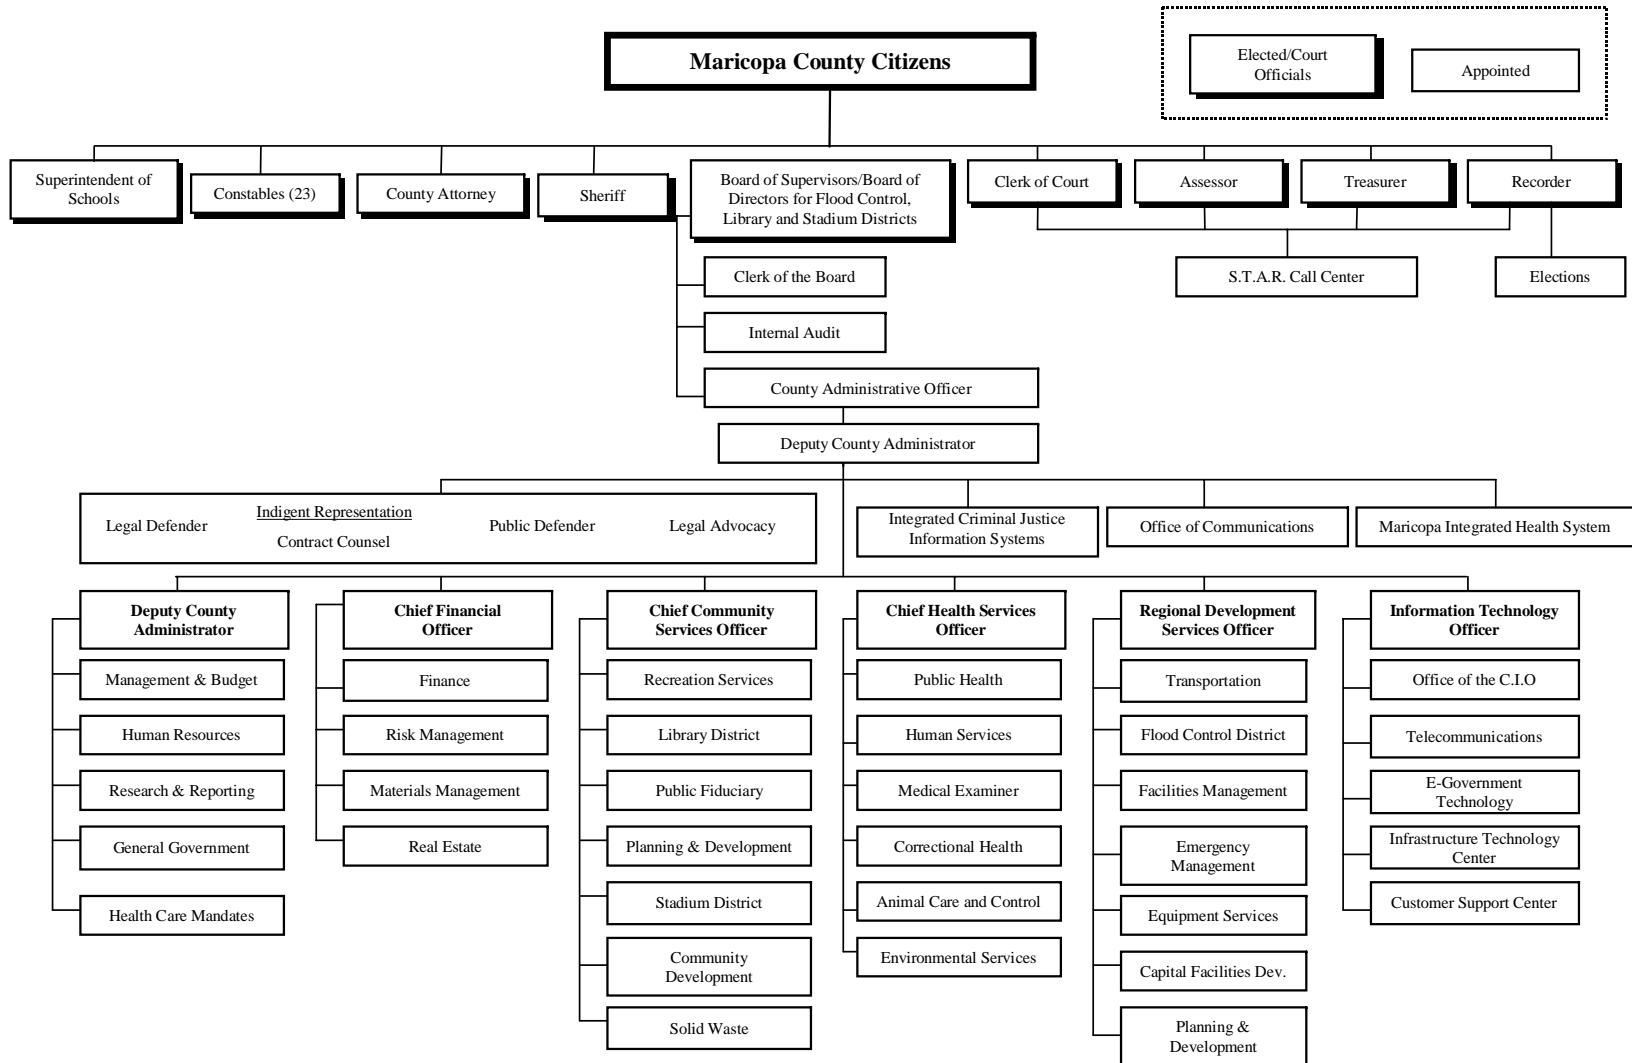 Maricopa County Citizens
Elected/Court
Officials
Appointed
Superintendent of
Schools
Constables (23)
County Attorney
Sheriff
Board of Supervisors/Board of
Directors for Flood Control,
Library and Stadium Districts
Clerk of Court
Assessor
Treasurer
Recorder
Clerk of the Board
S.T.A.R. Call Center
Elections
Internal Audit
County Administrative Officer
Deputy County Administrator
Legal Defender
Indigent Representation
Contract Counsel
Public Defender
Legal Advocacy
Integrated Criminal Justice
Information Systems
Office of Communications
Maricopa Integrated Health System
Deputy County
Administrator
Management & Budget
Human Resources
Research & Reporting
General Government
Health Care Mandates
Chief Financial
Officer
Finance
Risk Management
Materials Management
Real Estate
Chief Community
Services Officer
Recreation Services
Library District
Public Fiduciary
Planning & Development
Stadium District
Community
Development
Solid Waste
Chief Health Services
Officer
Public Health
Human Services
Medical Examiner
Correctional Health
Animal Care and Control
Environmental Services
Regional Development
Services Officer
Transportation
Flood Control District
Facilities Management
Emergency
Management
Equipment Services
Capital Facilities Dev.
Planning &
Development
Information Technology
Officer
Office of the C.I.O
Telecommunications
E-Government
Technology
Infrastructure Technology
Center
Customer Support Center